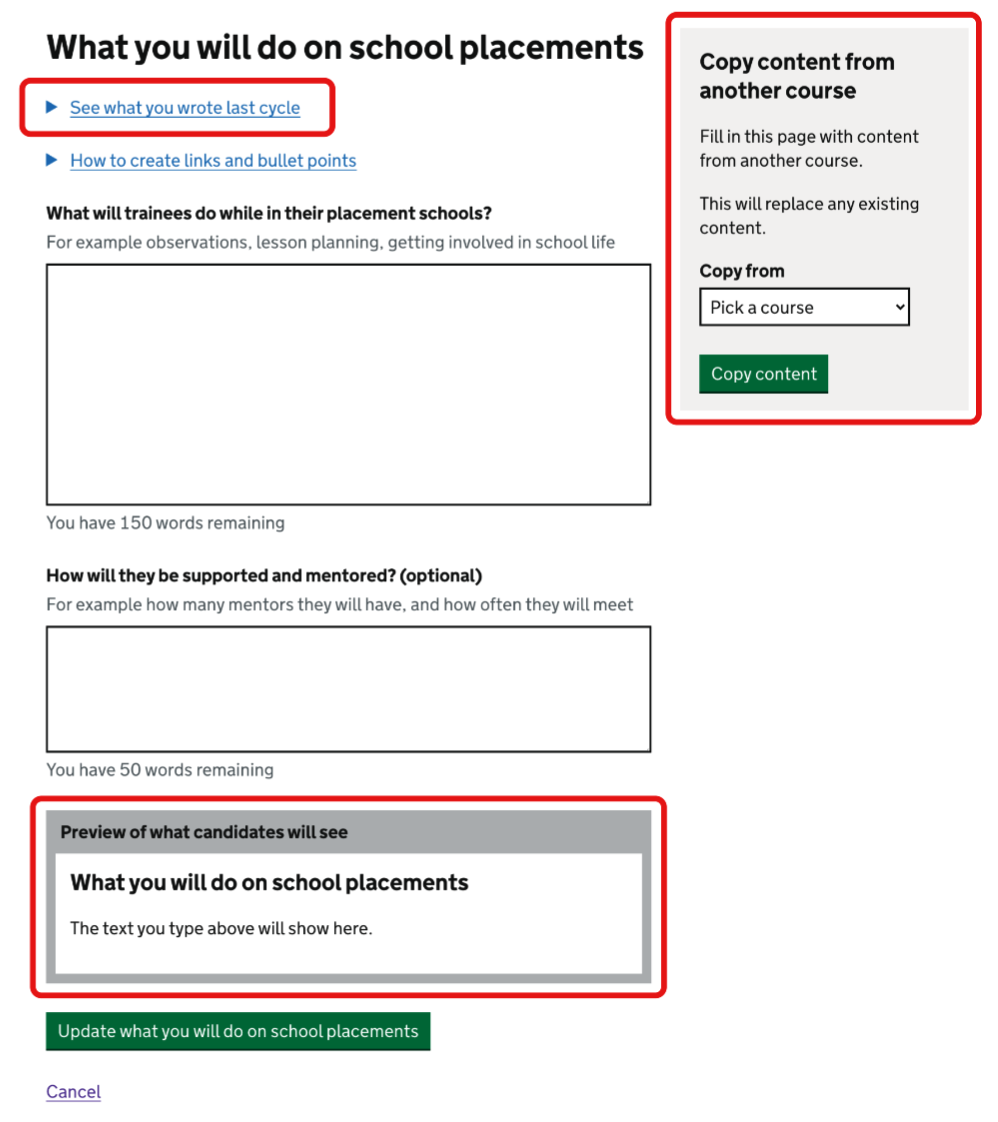 What you will do on school placements
See what you wrote last cycle
How to create links and bullet points
What will trainees do while in their placement schools?
For example observations, lesson planning, getting involved in school life
You have 150 words remaining
How will they be supported and mentored? (optional)
For example how many mentors they will have, and how often they will meet
You have 50 words remaining
Preview of what candidates will see
What you will do on school placements
The text you type above will show here.
Update what you will do on school placements
Cancel
Copy content from
another course
Fill in this page with content
from another course.
This will replace any existing
content.
Copy from
Pick a course
Copy content